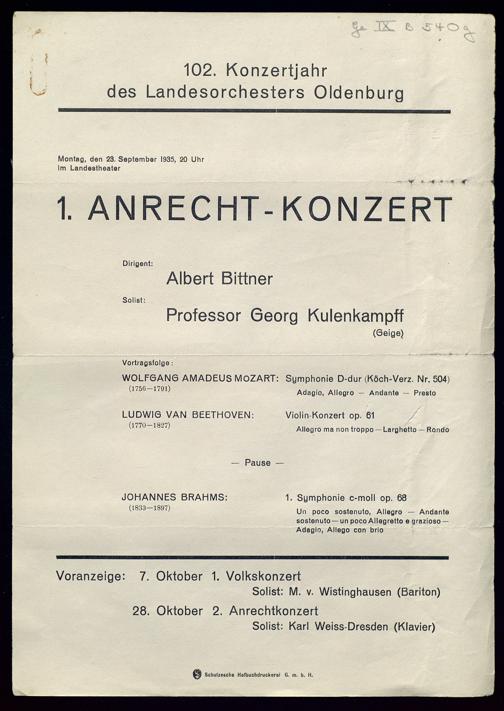 Ge IX B 540g
102. Konzertjahr
des Landesorchesters Oldenburg
Montag, den 23. September 1935, 20 Uhr
im Landestheater
1. ANRECHT-KONZERT
Dirigent:
Albert Bittner
Solist:
Professor Georg Kulenkampff
(Geige)
Vortragsfolge:
WOLFGANG AMADEUS MOZART: Symphonie D-dur (Köch-Verz. Nr. 504)
(1756—1791) Adagio, Allegro — Andante — Presto
LUDWIG VAN BEETHOVEN: Violin-Konzert op. 61
(1770—1827) Allegro ma non troppo — Larghetto — Rondo
— Pause —
JOHANNES BRAHMS: 1. Symphonie c-moll op. 68
(1833—1897) Un poco sostenuto, Allegro — Andante
sostenuto — un poco Allegretto e grazioso —
Adagio, Allego con brio
Voranzeige: 7. Oktober 1. Volkskonzert
Solist: M. v. Wistinghausen (Bariton)
28. Oktober 2. Anrechtkonzert
Solist: Karl Weiss-Dresden (Klavier)
Schulzesche Hofbuchdruckerei G. m. b. H.